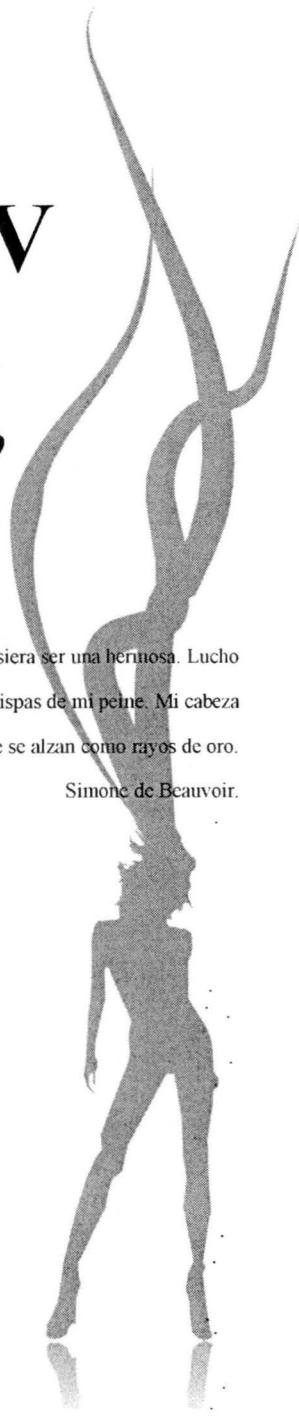 V
,
siera ser una hermosa. Lucho
ispas de mi peine. Mi cabeza
e se alzan como rayos de oro.
Simone de Beauvoir.